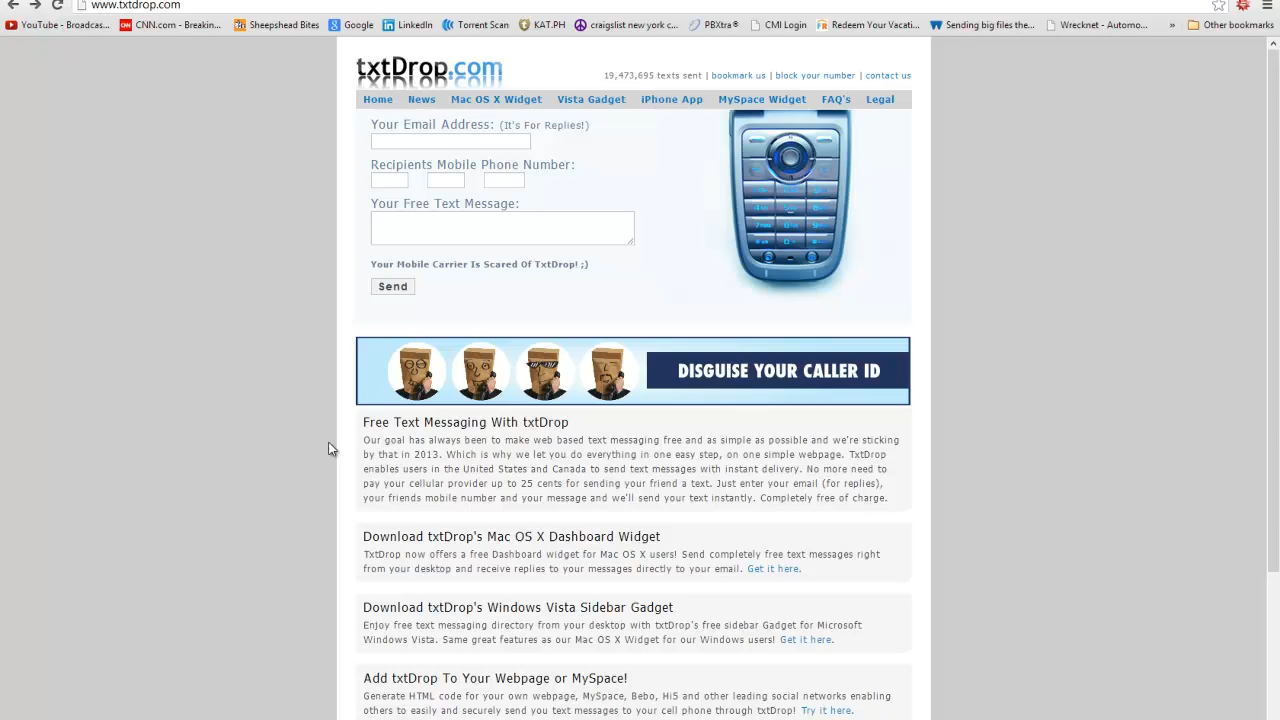 www.txtdrop.com
YouTube - Broadcas... CNN.com - Breakin... Sheepshead Bites Google LinkedIn Torrent Scan KAT.PH craigslist new york c... PBXtra® CMI Login Redeem Your Vacati... Sending big files the... Wrecknet - Automo... » Other bookmarks
txtDrop.com
19,473,695 texts sent | bookmark us | block your number | contact us
Home News Mac OS X Widget Vista Gadget iPhone App MySpace Widget FAQ's Legal
Your Email Address: (It's For Replies!)
Recipients Mobile Phone Number:
Your Free Text Message:
Your Mobile Carrier Is Scared Of TxtDrop! ;)
Send
DISGUISE YOUR CALLER ID
Free Text Messaging With txtDrop
Our goal has always been to make web based text messaging free and as simple as possible and we're sticking
by that in 2013. Which is why we let you do everything in one easy step, on one simple webpage. TxtDrop
enables users in the United States and Canada to send text messages with instant delivery. No more need to
pay your cellular provider up to 25 cents for sending your friend a text. Just enter your email (for replies),
your friends mobile number and your message and we'll send your text instantly. Completely free of charge.
Download txtDrop's Mac OS X Dashboard Widget
TxtDrop now offers a free Dashboard widget for Mac OS X users! Send completely free text messages right
from your desktop and receive replies to your messages directly to your email. Get it here.
Download txtDrop's Windows Vista Sidebar Gadget
Enjoy free text messaging directory from your desktop with txtDrop's free sidebar Gadget for Microsoft
Windows Vista. Same great features as our Mac OS X Widget for our Windows users! Get it here.
Add txtDrop To Your Webpage or MySpace!
Generate HTML code for your own webpage, MySpace, Bebo, Hi5 and other leading social networks enabling
others to easily and securely send you text messages to your cell phone through txtDrop! Try it here.